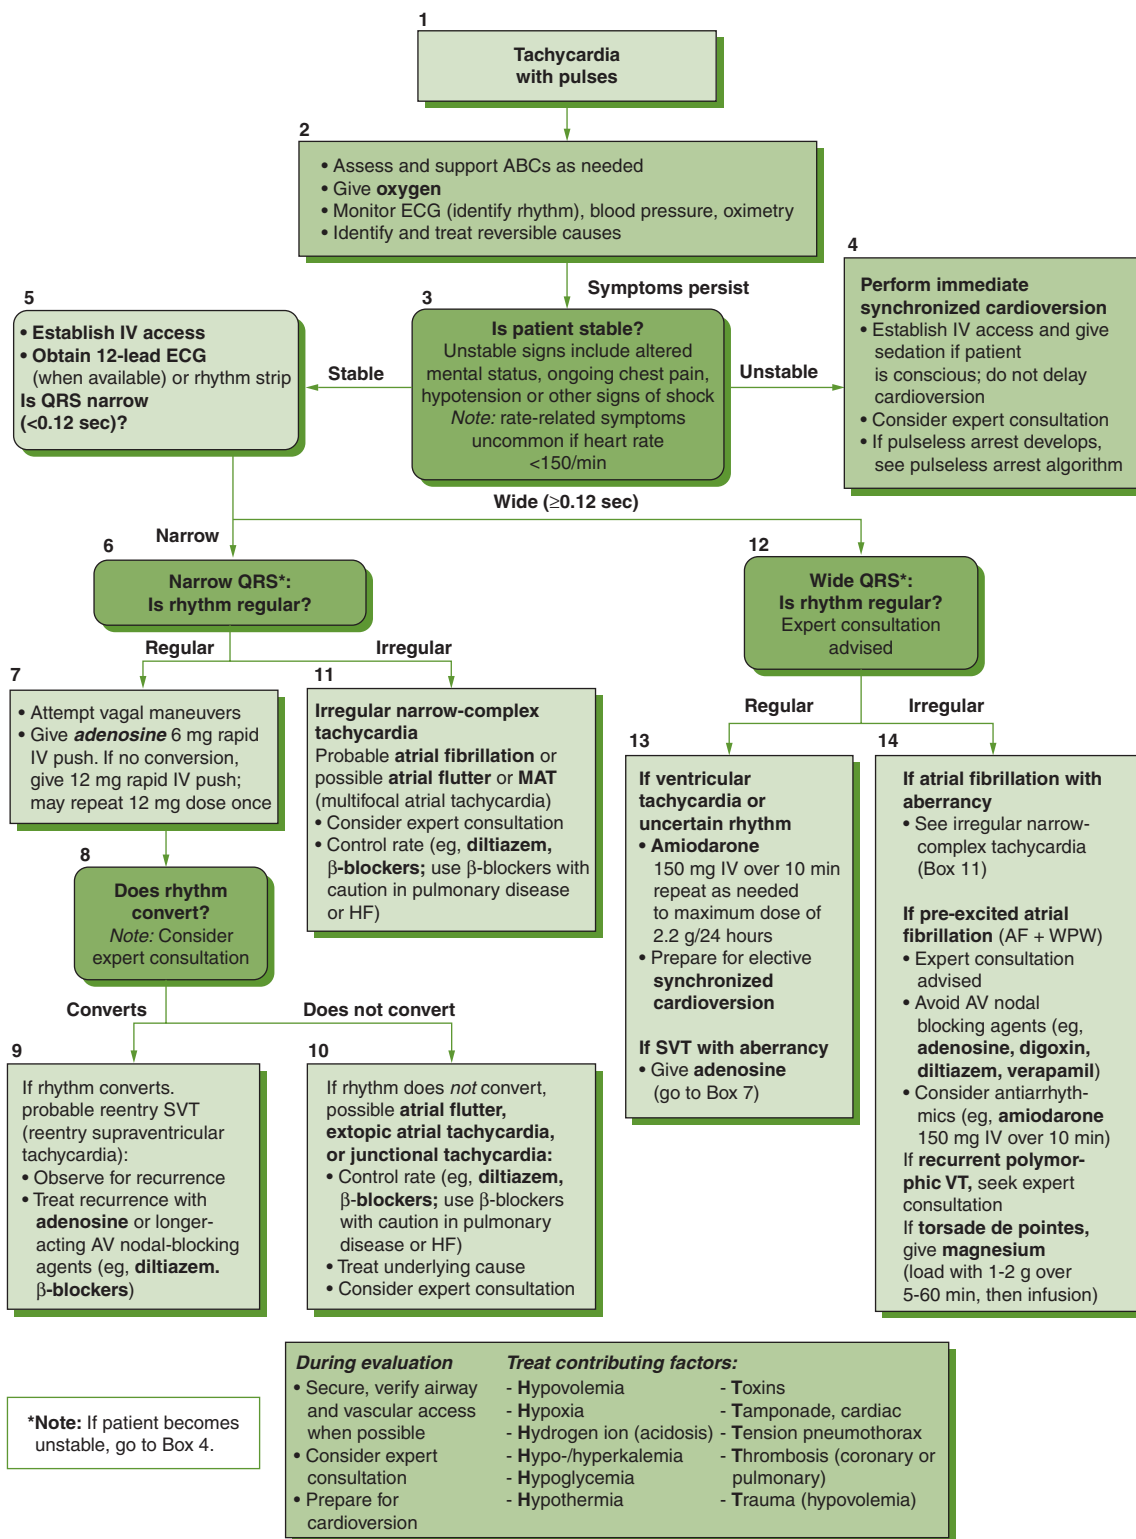 1
Tachycardia
with pulses
2
• Assess and support ABCs as needed
• Give oxygen
• Monitor ECG (identify rhythm), blood pressure, oximetry
• Identify and treat reversible causes
Symptoms persist
3
Is patient stable?
Unstable signs include altered
mental status, ongoing chest pain,
hypotension or other signs of shock
Note: rate-related symptoms
uncommon if heart rate
<150/min
Stable
Unstable
4
Perform immediate
synchronized cardioversion
• Establish IV access and give
sedation if patient
is conscious; do not delay
cardioversion
• Consider expert consultation
• If pulseless arrest develops,
see pulseless arrest algorithm
5
• Establish IV access
• Obtain 12-lead ECG
(when available) or rhythm strip
Is QRS narrow
(<0.12 sec)?
Narrow
Wide (≥0.12 sec)
6
Narrow QRS*:
Is rhythm regular?
Regular
Irregular
7
• Attempt vagal maneuvers
• Give adenosine 6 mg rapid
IV push. If no conversion,
give 12 mg rapid IV push;
may repeat 12 mg dose once
8
Does rhythm
convert?
Note: Consider
expert consultation
Converts
Does not convert
9
If rhythm converts.
probable reentry SVT
(reentry supraventricular
tachycardia):
• Observe for recurrence
• Treat recurrence with
adenosine or longer-
acting AV nodal-blocking
agents (eg, diltiazem.
β-blockers)
10
If rhythm does not convert,
possible atrial flutter,
extopic atrial tachycardia,
or junctional tachycardia:
• Control rate (eg, diltiazem,
β-blockers; use β-blockers
with caution in pulmonary
disease or HF)
• Treat underlying cause
• Consider expert consultation
11
Irregular narrow-complex
tachycardia
Probable atrial fibrillation or
possible atrial flutter or MAT
(multifocal atrial tachycardia)
• Consider expert consultation
• Control rate (eg, diltiazem,
β-blockers; use β-blockers with
caution in pulmonary disease
or HF)
12
Wide QRS*:
Is rhythm regular?
Expert consultation
advised
Regular
Irregular
13
If ventricular
tachycardia or
uncertain rhythm
• Amiodarone
150 mg IV over 10 min
repeat as needed
to maximum dose of
2.2 g/24 hours
• Prepare for elective
synchronized
cardioversion
If SVT with aberrancy
• Give adenosine
(go to Box 7)
14
If atrial fibrillation with
aberrancy
• See irregular narrow-
complex tachycardia
(Box 11)
If pre-excited atrial
fibrillation (AF + WPW)
• Expert consultation
advised
• Avoid AV nodal
blocking agents (eg,
adenosine, digoxin,
diltiazem, verapamil)
• Consider antiarrhyth-
mics (eg, amiodarone
150 mg IV over 10 min)
If recurrent polymor-
phic VT, seek expert
consultation
If torsade de pointes,
give magnesium
(load with 1-2 g over
5-60 min, then infusion)
*Note: If patient becomes
unstable, go to Box 4.
During evaluation
• Secure, verify airway
and vascular access
when possible
• Consider expert
consultation
• Prepare for
cardioversion
Treat contributing factors:
- Hypovolemia
- Hypoxia
- Hydrogen ion (acidosis)
- Hypo-/hyperkalemia
- Hypoglycemia
- Hypothermia
- Toxins
- Tamponade, cardiac
- Tension pneumothorax
- Thrombosis (coronary or
pulmonary)
- Trauma (hypovolemia)